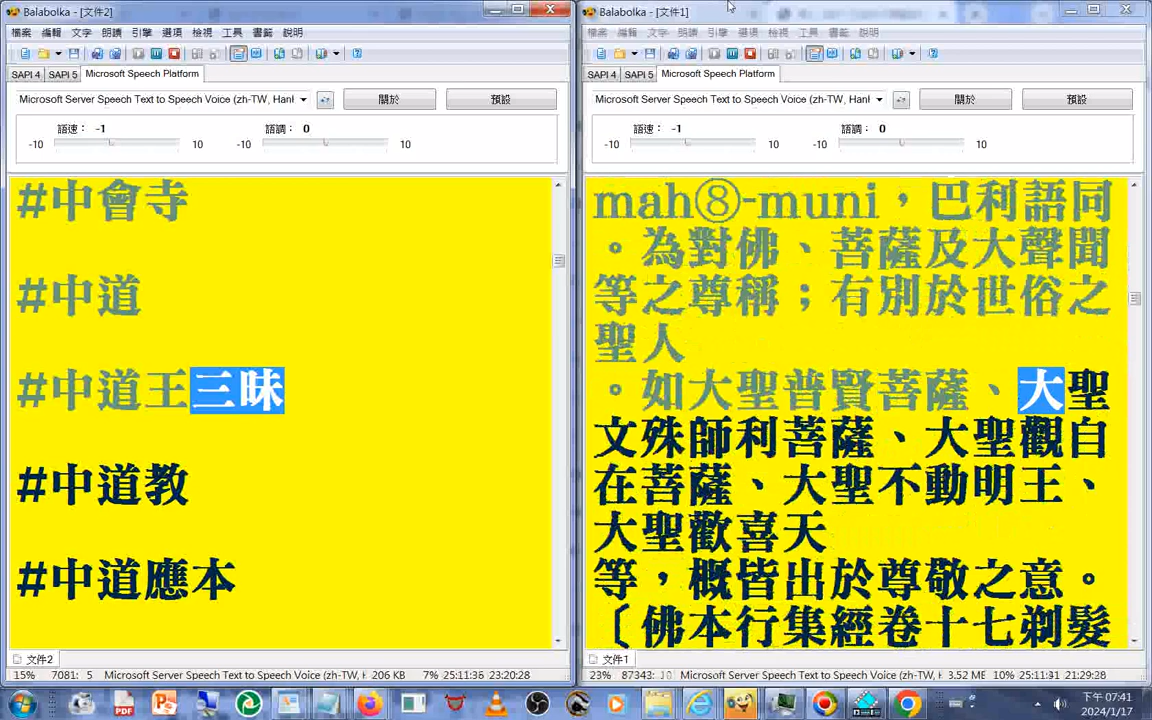 Balabolka - [文件2]
檔案 編輯 文字 朗讀 引擎 選項 檢視 工具 書籤 說明
SAPI 4 SAPI 5 Microsoft Speech Platform
Microsoft Server Speech Text to Speech Voice (zh-TW, Hanl
關於 預設
語速： -1 語調： 0
-10 10 -10 10
#中會寺
#中道
#中道王三昧
#中道教
#中道應本
文件2
15% 7081: 5 Microsoft Server Speech Text to Speech Voice (zh-TW, H 206 KB 7% 25:11:36 23:20:28
Balabolka - [文件1]
檔案 編輯 文字 朗讀 引擎 選項 檢視 工具 書籤 說明
SAPI 4 SAPI 5 Microsoft Speech Platform
Microsoft Server Speech Text to Speech Voice (zh-TW, Hanl
關於 預設
語速： -1 語調： 0
-10 10 -10 10
mah⑧-muni，巴利語同
。為對佛、菩薩及大聲聞
等之尊稱；有別於世俗之
聖人
。如大聖普賢菩薩、大聖
文殊師利菩薩、大聖觀自
在菩薩、大聖不動明王、
大聖歡喜天
等，概皆出於尊敬之意。
〔佛本行集經卷十七剃髮
文件1
23% 87343: Microsoft Server Speech Text to Speech Voice (zh-TW, H 3.52 MB 10% 21:29:38
下午 07:41
2024/1/17